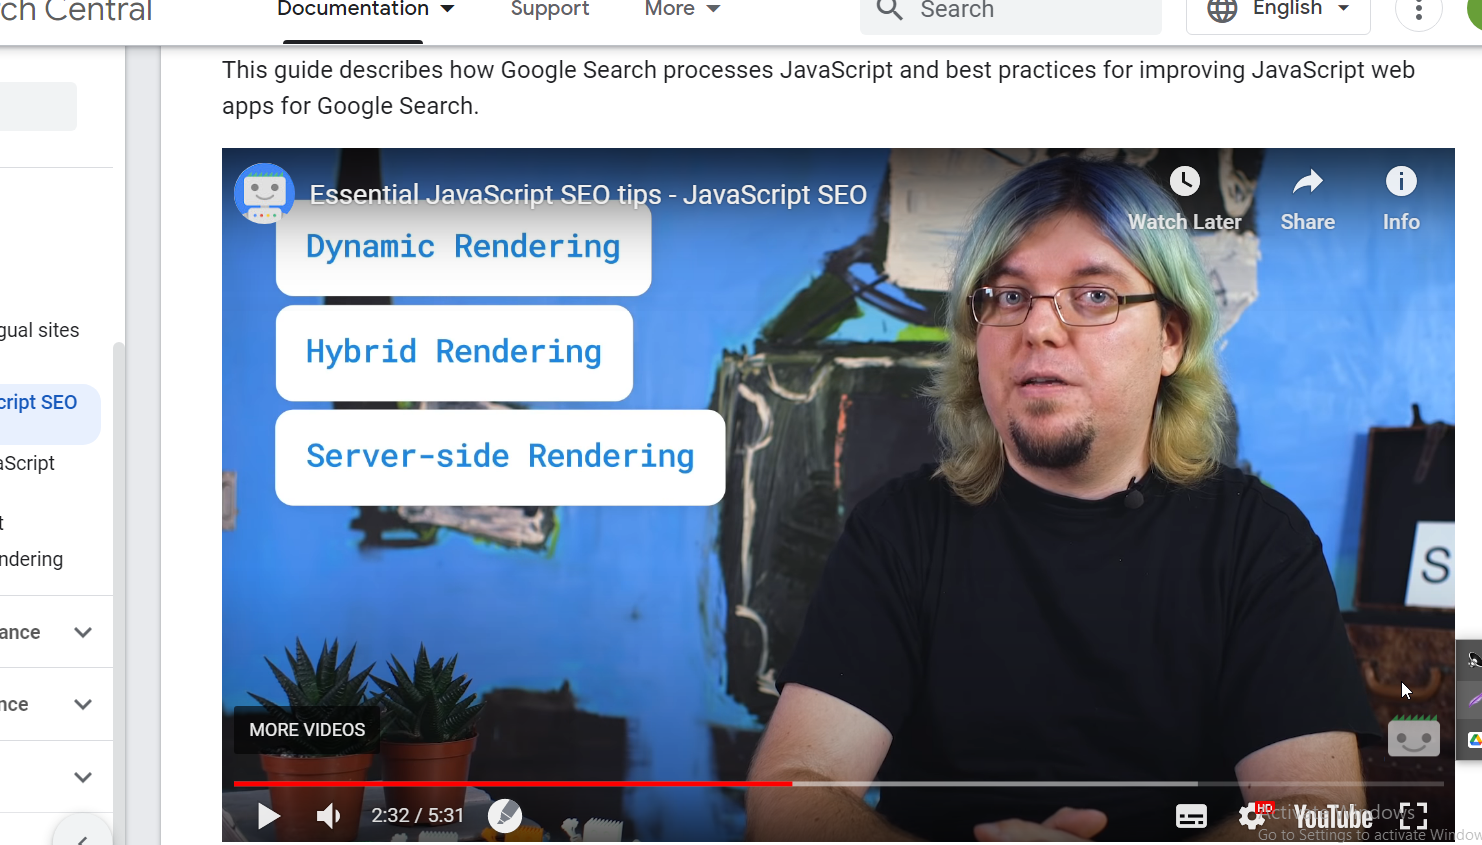 rch Central
Documentation
Support
More
Search
English
This guide describes how Google Search processes JavaScript and best practices for improving JavaScript web
apps for Google Search.
gual sites
cript SEO
aScript
t
ndering
ance
nce
Essential JavaScript SEO tips - JavaScript SEO
Watch Later
Share
Info
Dynamic Rendering
Hybrid Rendering
Server-side Rendering
S
MORE VIDEOS
2:32 / 5:31
HD
YouTube
Activate Windows
Go to Settings to activate Window